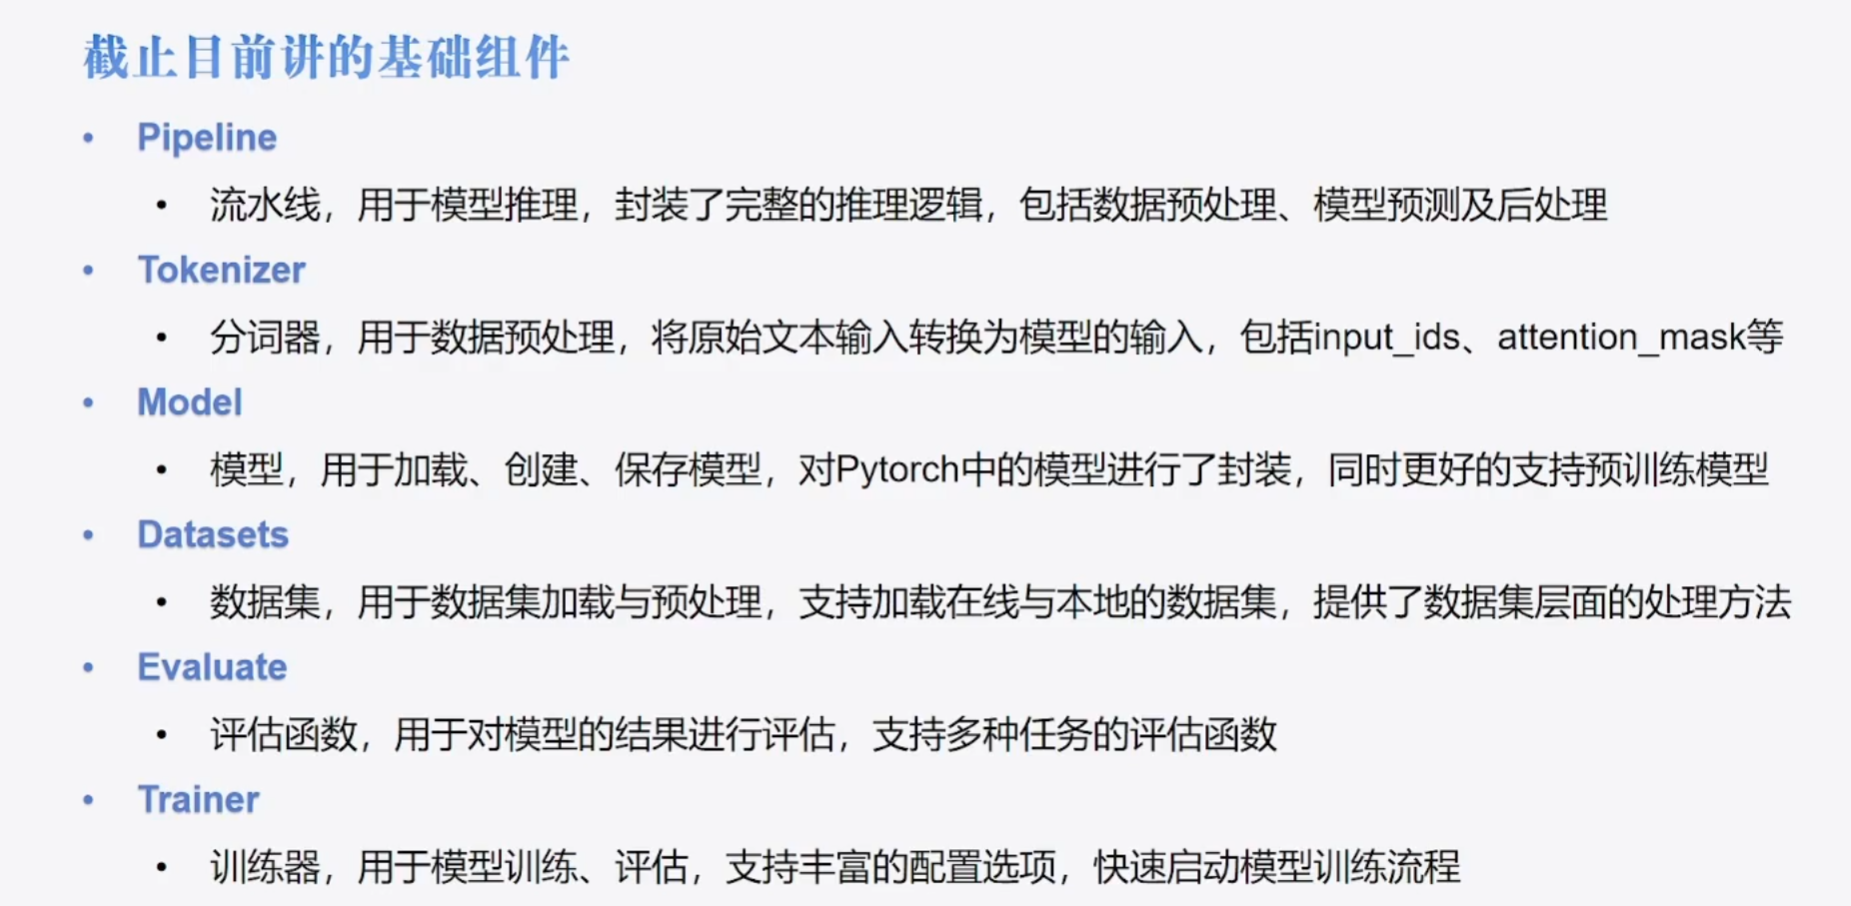 截止目前讲的基础组件
• Pipeline
• 流水线，用于模型推理，封装了完整的推理逻辑，包括数据预处理、模型预测及后处理
• Tokenizer
• 分词器，用于数据预处理，将原始文本输入转换为模型的输入，包括input_ids、attention_mask等
• Model
• 模型，用于加载、创建、保存模型，对Pytorch中的模型进行了封装，同时更好的支持预训练模型
• Datasets
• 数据集，用于数据集加载与预处理，支持加载在线与本地的数据集，提供了数据集层面的处理方法
• Evaluate
• 评估函数，用于对模型的结果进行评估，支持多种任务的评估函数
• Trainer
• 训练器，用于模型训练、评估，支持丰富的配置选项，快速启动模型训练流程